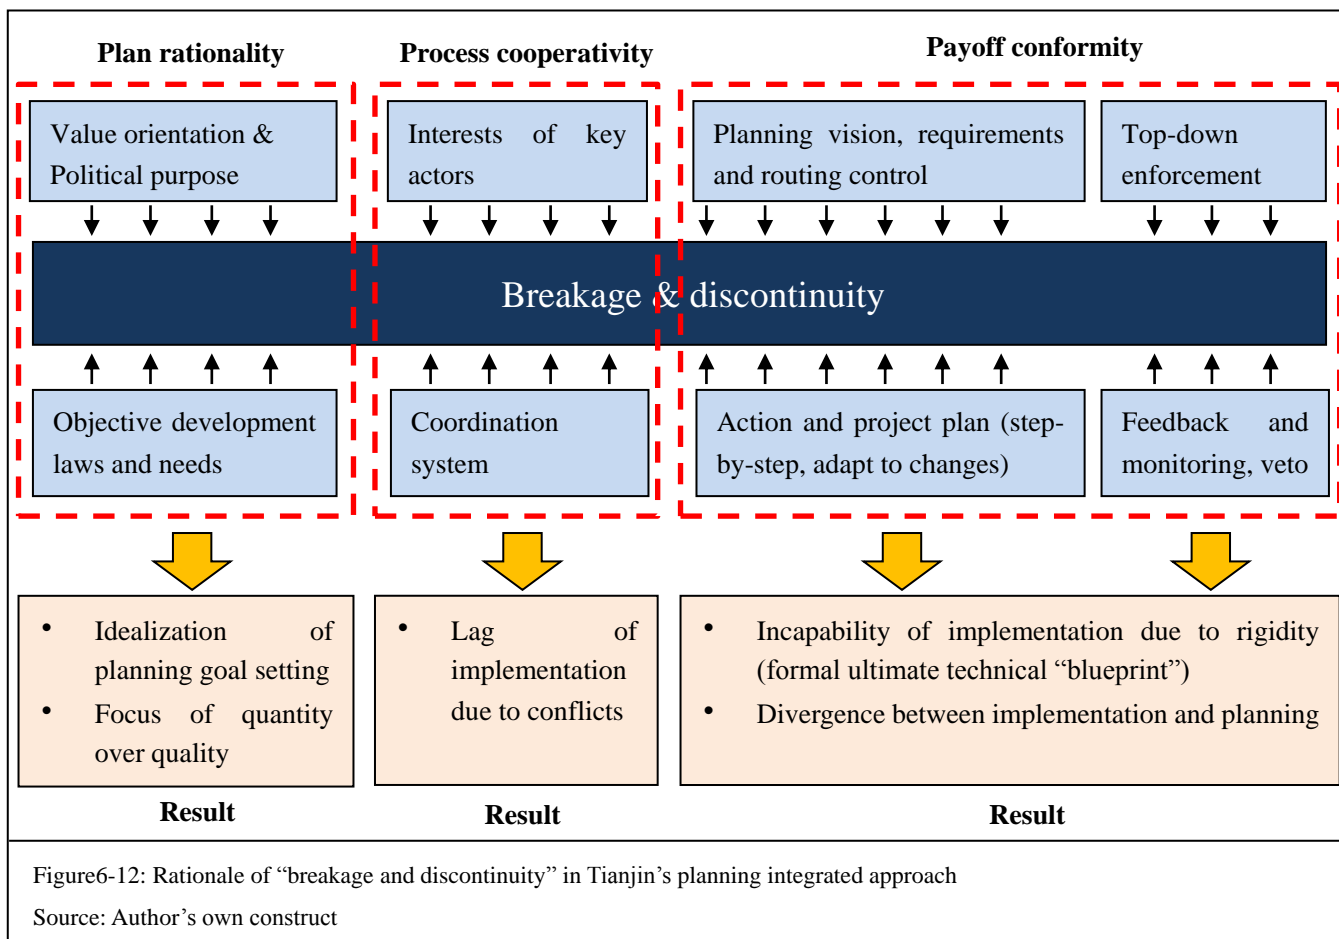 Plan rationality
Process cooperativity
Payoff conformity
Value orientation &
Political purpose
Interests of key
actors
Planning vision, requirements
and routing control
Top-down
enforcement
Breakage & discontinuity
Objective development
laws and needs
Coordination
system
Action and project plan (step-
by-step, adapt to changes)
Feedback and
monitoring, veto
• Idealization of
planning goal setting
• Focus of quantity
over quality
• Lag of
implementation
due to conflicts
• Incapability of implementation due to rigidity
(formal ultimate technical “blueprint”)
• Divergence between implementation and planning
Result
Result
Result
Figure6-12: Rationale of “breakage and discontinuity” in Tianjin’s planning integrated approach
Source: Author’s own construct